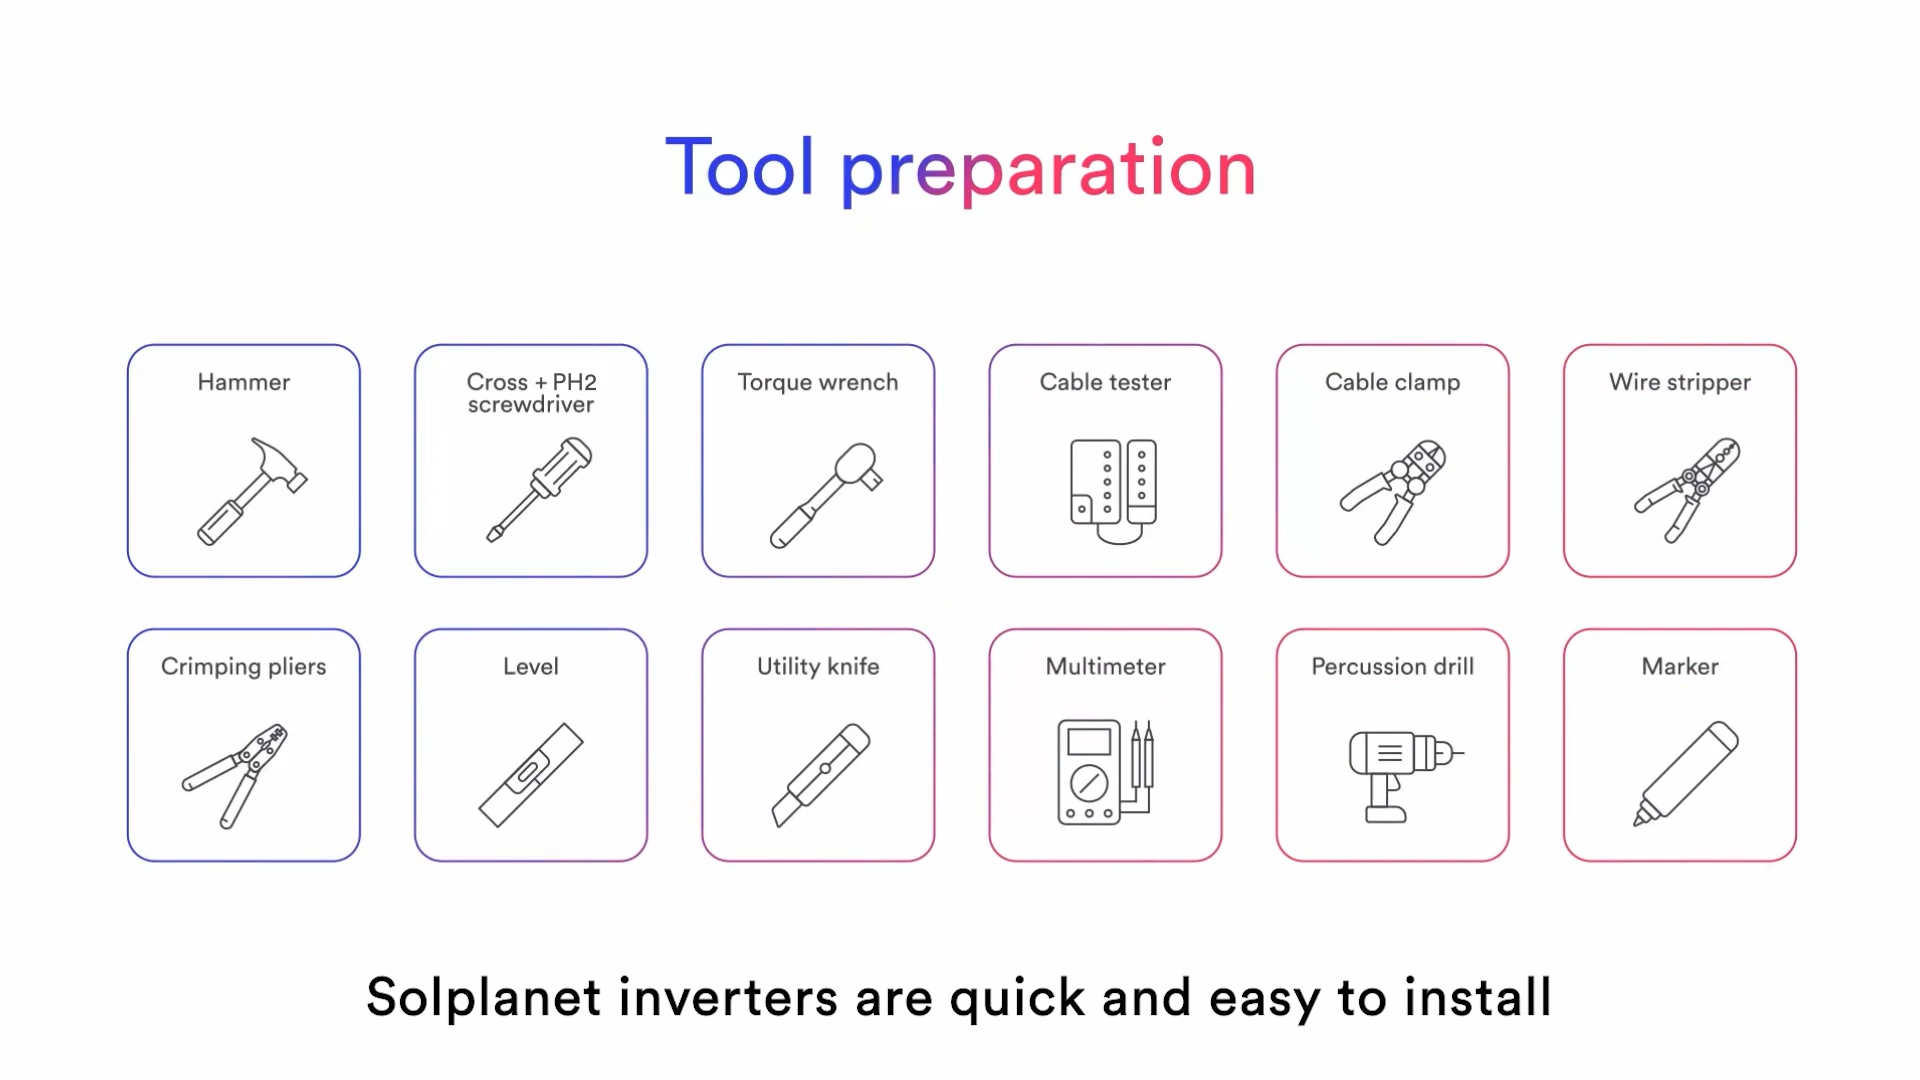 Tool preparation
Hammer
Cross + PH2
screwdriver
Torque wrench
Cable tester
Cable clamp
Wire stripper
Crimping pliers
Level
Utility knife
Multimeter
Percussion drill
Marker
Solplanet inverters are quick and easy to install